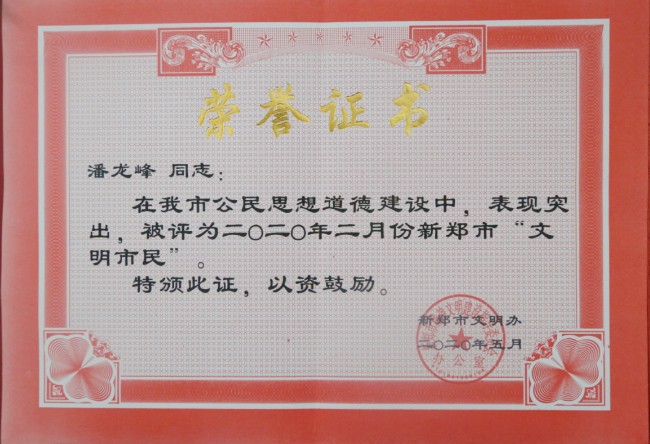 荣誉证书
潘龙峰 同志：
在我市公民思想道德建设中，表现突
出，被评为二〇二〇年二月份新郑市“文
明市民”。
特颁此证，以资鼓励。
新郑市文明办
二〇二〇年五月
办公室